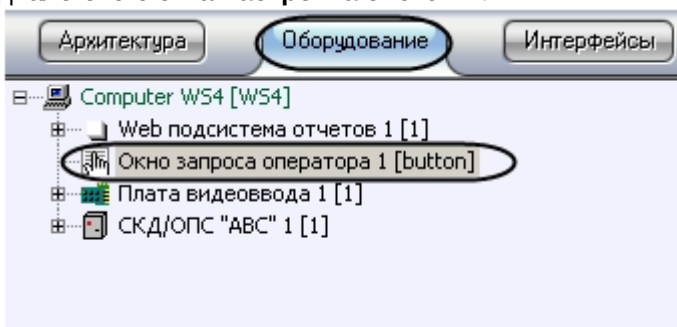 Архитектура Оборудование Интерфейсы
Computer WS4 [WS4]
Web подсистема отчетов 1 [1]
Окно запроса оператора 1 [button]
Плата видеоввода 1 [1]
СКД/ОПС "ABC" 1 [1]